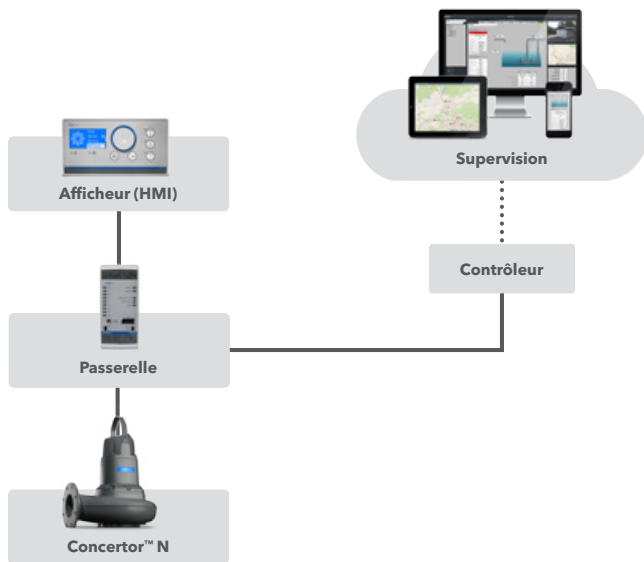 Supervision
Afficheur (HMI)
Contrôleur
Passerelle
Concertor™ N